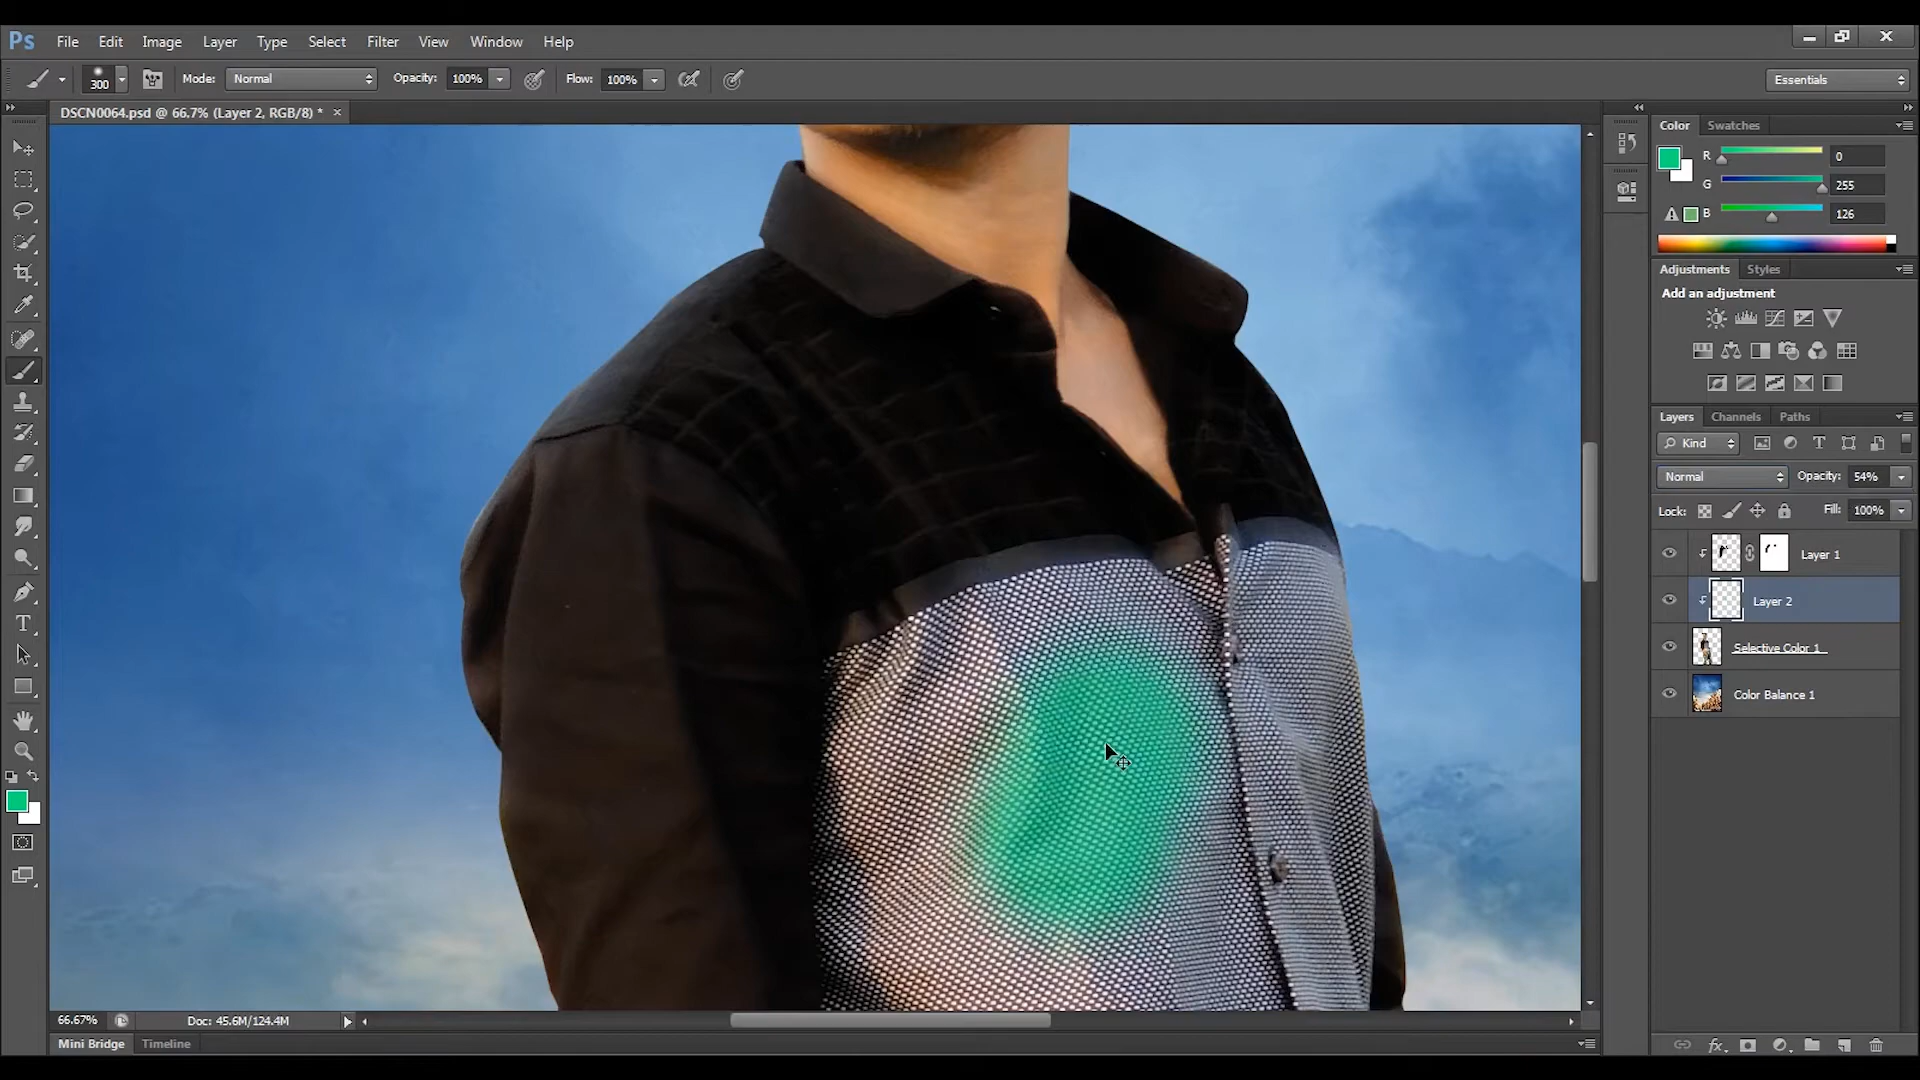 Ps File Edit Image Layer Type Select Filter View Window Help
300 Mode: Normal Opacity: 100% Flow: 100% Essentials
DSCN0064.psd @ 66.7% (Layer 2, RGB/8) * ×
Color Swatches
R 0
G 255
B 126
Adjustments Styles
Add an adjustment
Layers Channels Paths
Kind
Normal Opacity: 54%
Lock: Fill: 100%
Layer 1
Layer 2
Selective Color 1
Color Balance 1
66.67% Doc: 45.6M/124.4M
Mini Bridge Timeline
fx